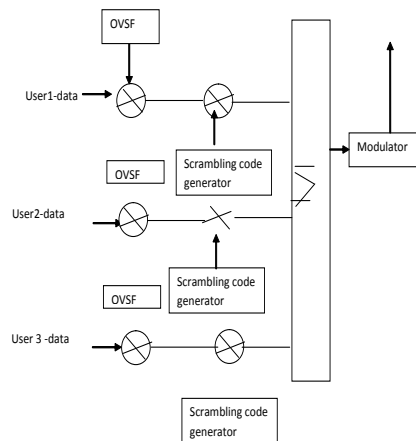 OVSF
User1-data
Modulator
OVSF
Scrambling code
generator
User2-data
OVSF
Scrambling code
generator
User 3 -data
Scrambling code
generator